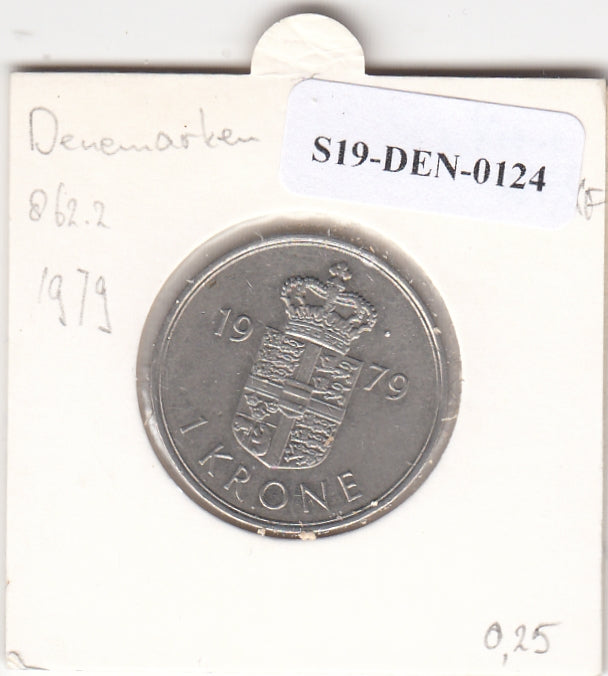 Denemarken
S19-DEN-0124
862.2
1979
19 79
1 KRONE
0,25